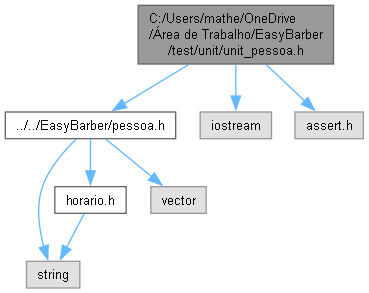 C:/Users/mathe/OneDrive
/Área de Trabalho/EasyBarber
/test/unit/unit_pessoa.h
../../EasyBarber/pessoa.h
iostream
assert.h
horario.h
vector
string